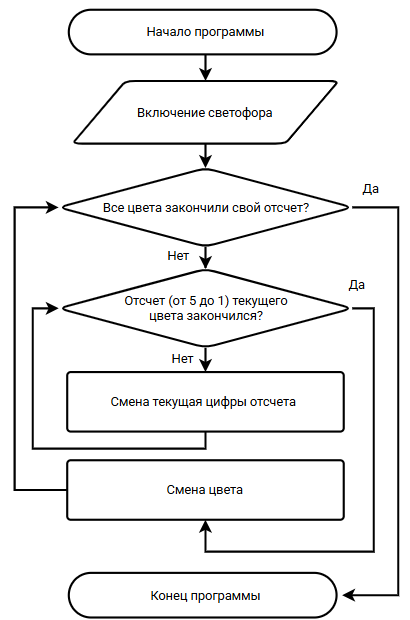 Начало программы
Включение светофора
Все цвета закончили свой отсчет?
Да
Нет
Отсчет (от 5 до 1) текущего
цвета закончился?
Да
Нет
Смена текущая цифры отсчета
Смена цвета
Конец программы